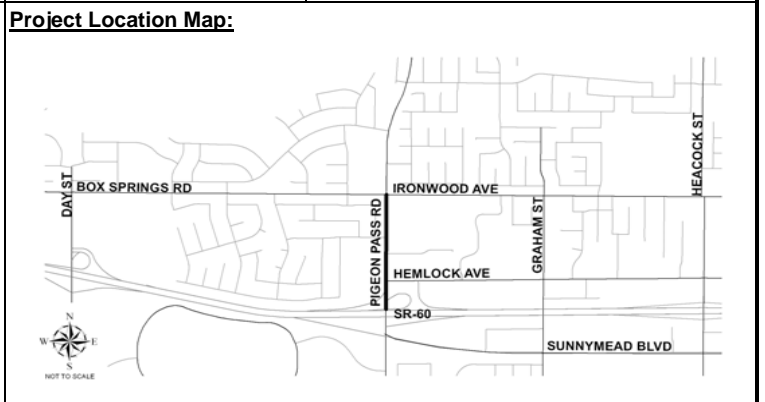 Project Location Map:
BOX SPRINGS RD
IRONWOOD AVE
DAY ST
HEACOCK ST
PIGEON PASS RD
GRAHAM ST
HEMLOCK AVE
SR-60
SUNNYMEAD BLVD
N
W E
S
NOT TO SCALE